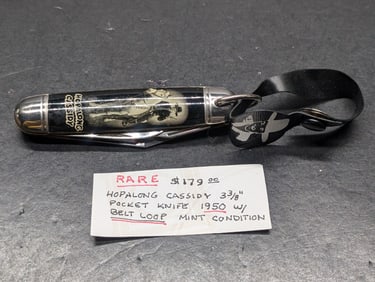 HOPALONG
CASSIDY
RARE $179.00
HOPALONG CASSIDY 3 3/8"
POCKET KNIFE 1950 W/
BELT LOOP MINT CONDITION